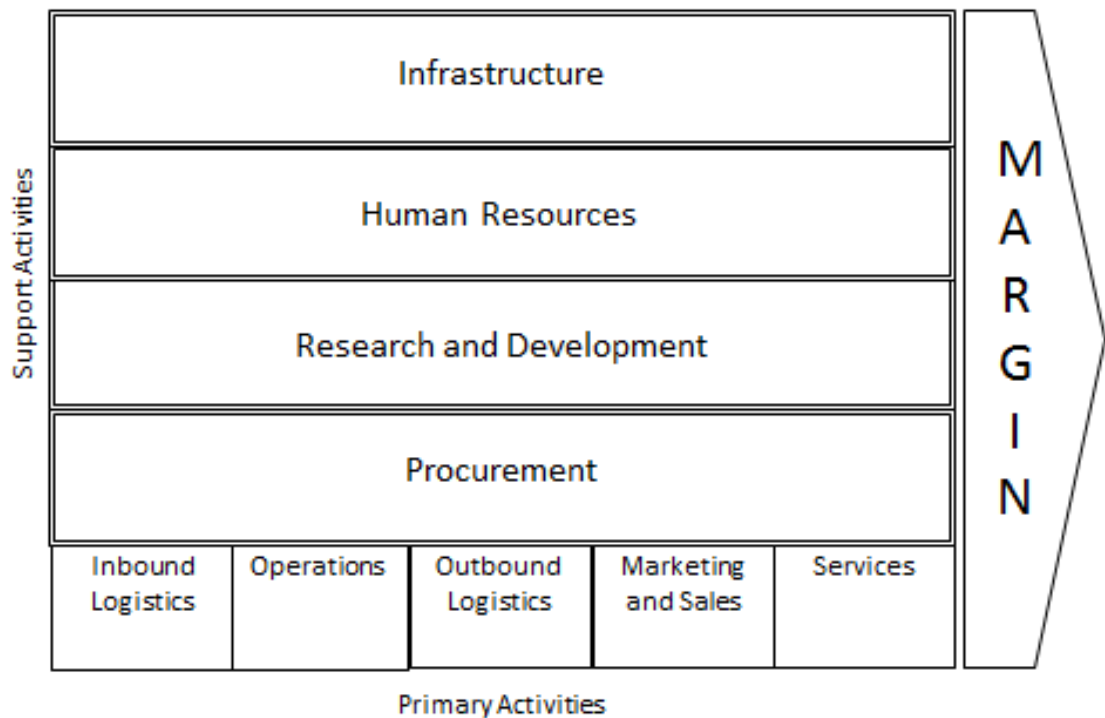 Infrastructure
Human Resources
Research and Development
Procurement
Support Activities
Inbound
Logistics
Operations
Outbound
Logistics
Marketing
and Sales
Services
Primary Activities
MARGIN